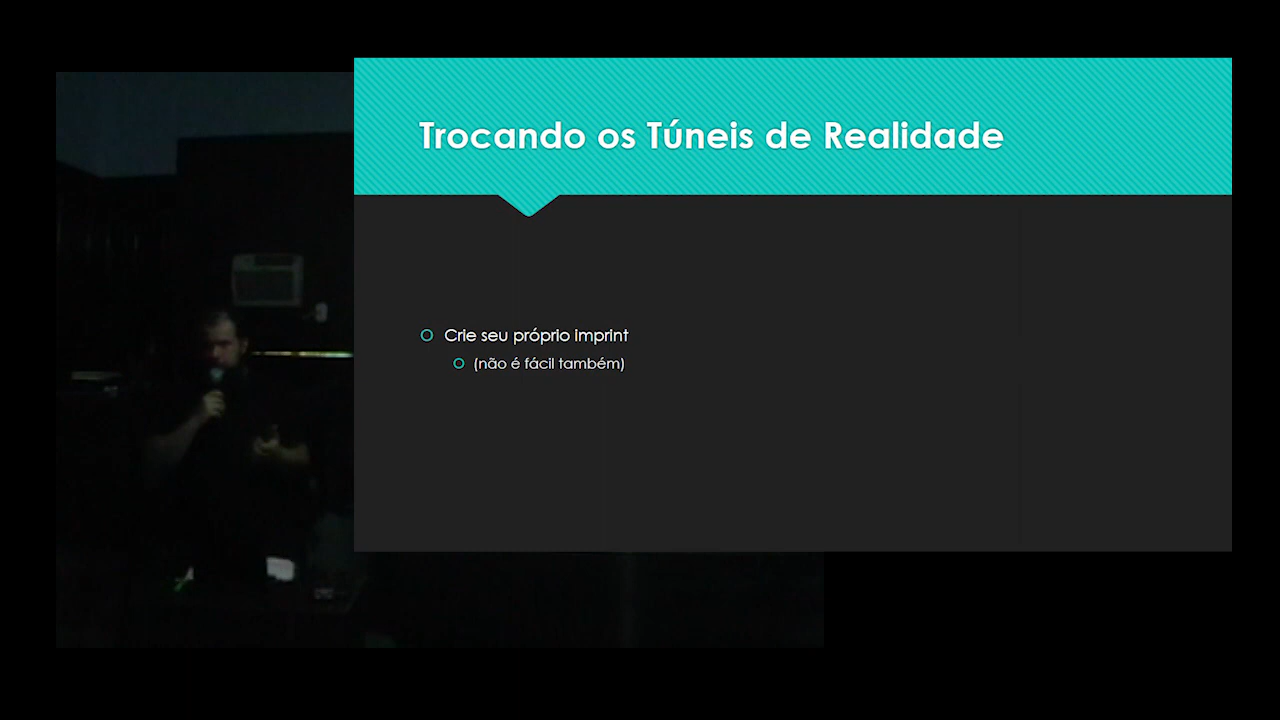 Trocando os Túneis de Realidade
Crie seu próprio imprint
(não é fácil também)